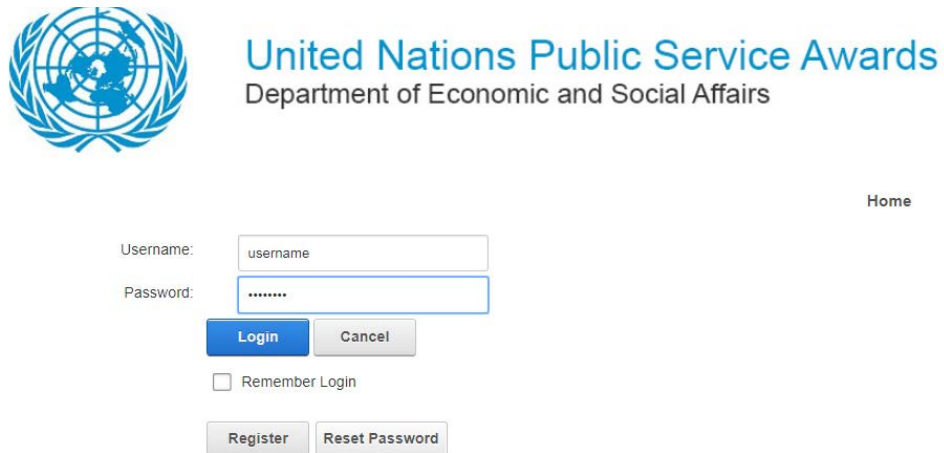 United Nations Public Service Awards
Department of Economic and Social Affairs
Home
Username: username
Password: ••••••••
Login Cancel
Remember Login
Register Reset Password